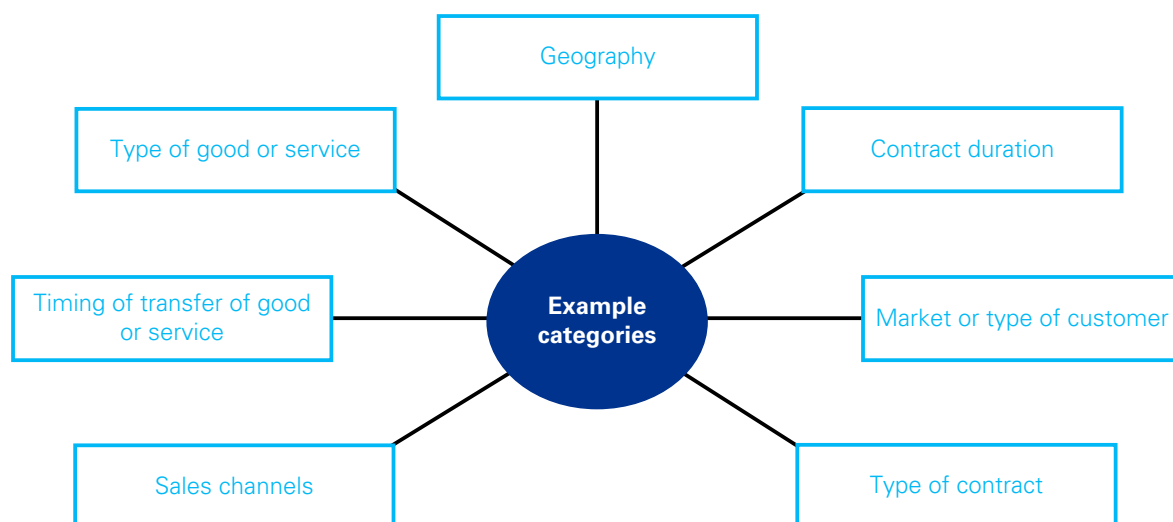 Geography
Type of good or service
Contract duration
Timing of transfer of good
or service
Example
categories
Market or type of customer
Sales channels
Type of contract